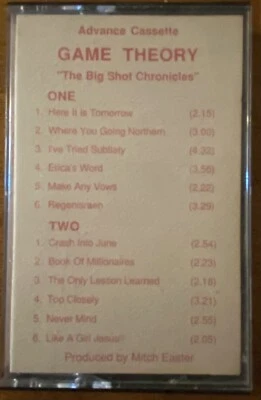 Advance Cassette
GAME THEORY
"The Big Shot Chronicles"
ONE
1. Here It is Tomorrow (2.15)
2. Where You Going Northern (3.00)
3. I've Tried Subtlety (4.32)
4. Erica's Word (3.56)
5. Make Any Vows (2.22)
6. Regenisraen (3.29)
TWO
1. Crash Into June (2.54)
2. Book Of Millionaires (2.23)
3. The Only Lesson Learned (2.18)
4. Too Closely (3.21)
5. Never Mind (2.55)
6. Like A Girl Jesus (2.05)
Produced by Mitch Easter